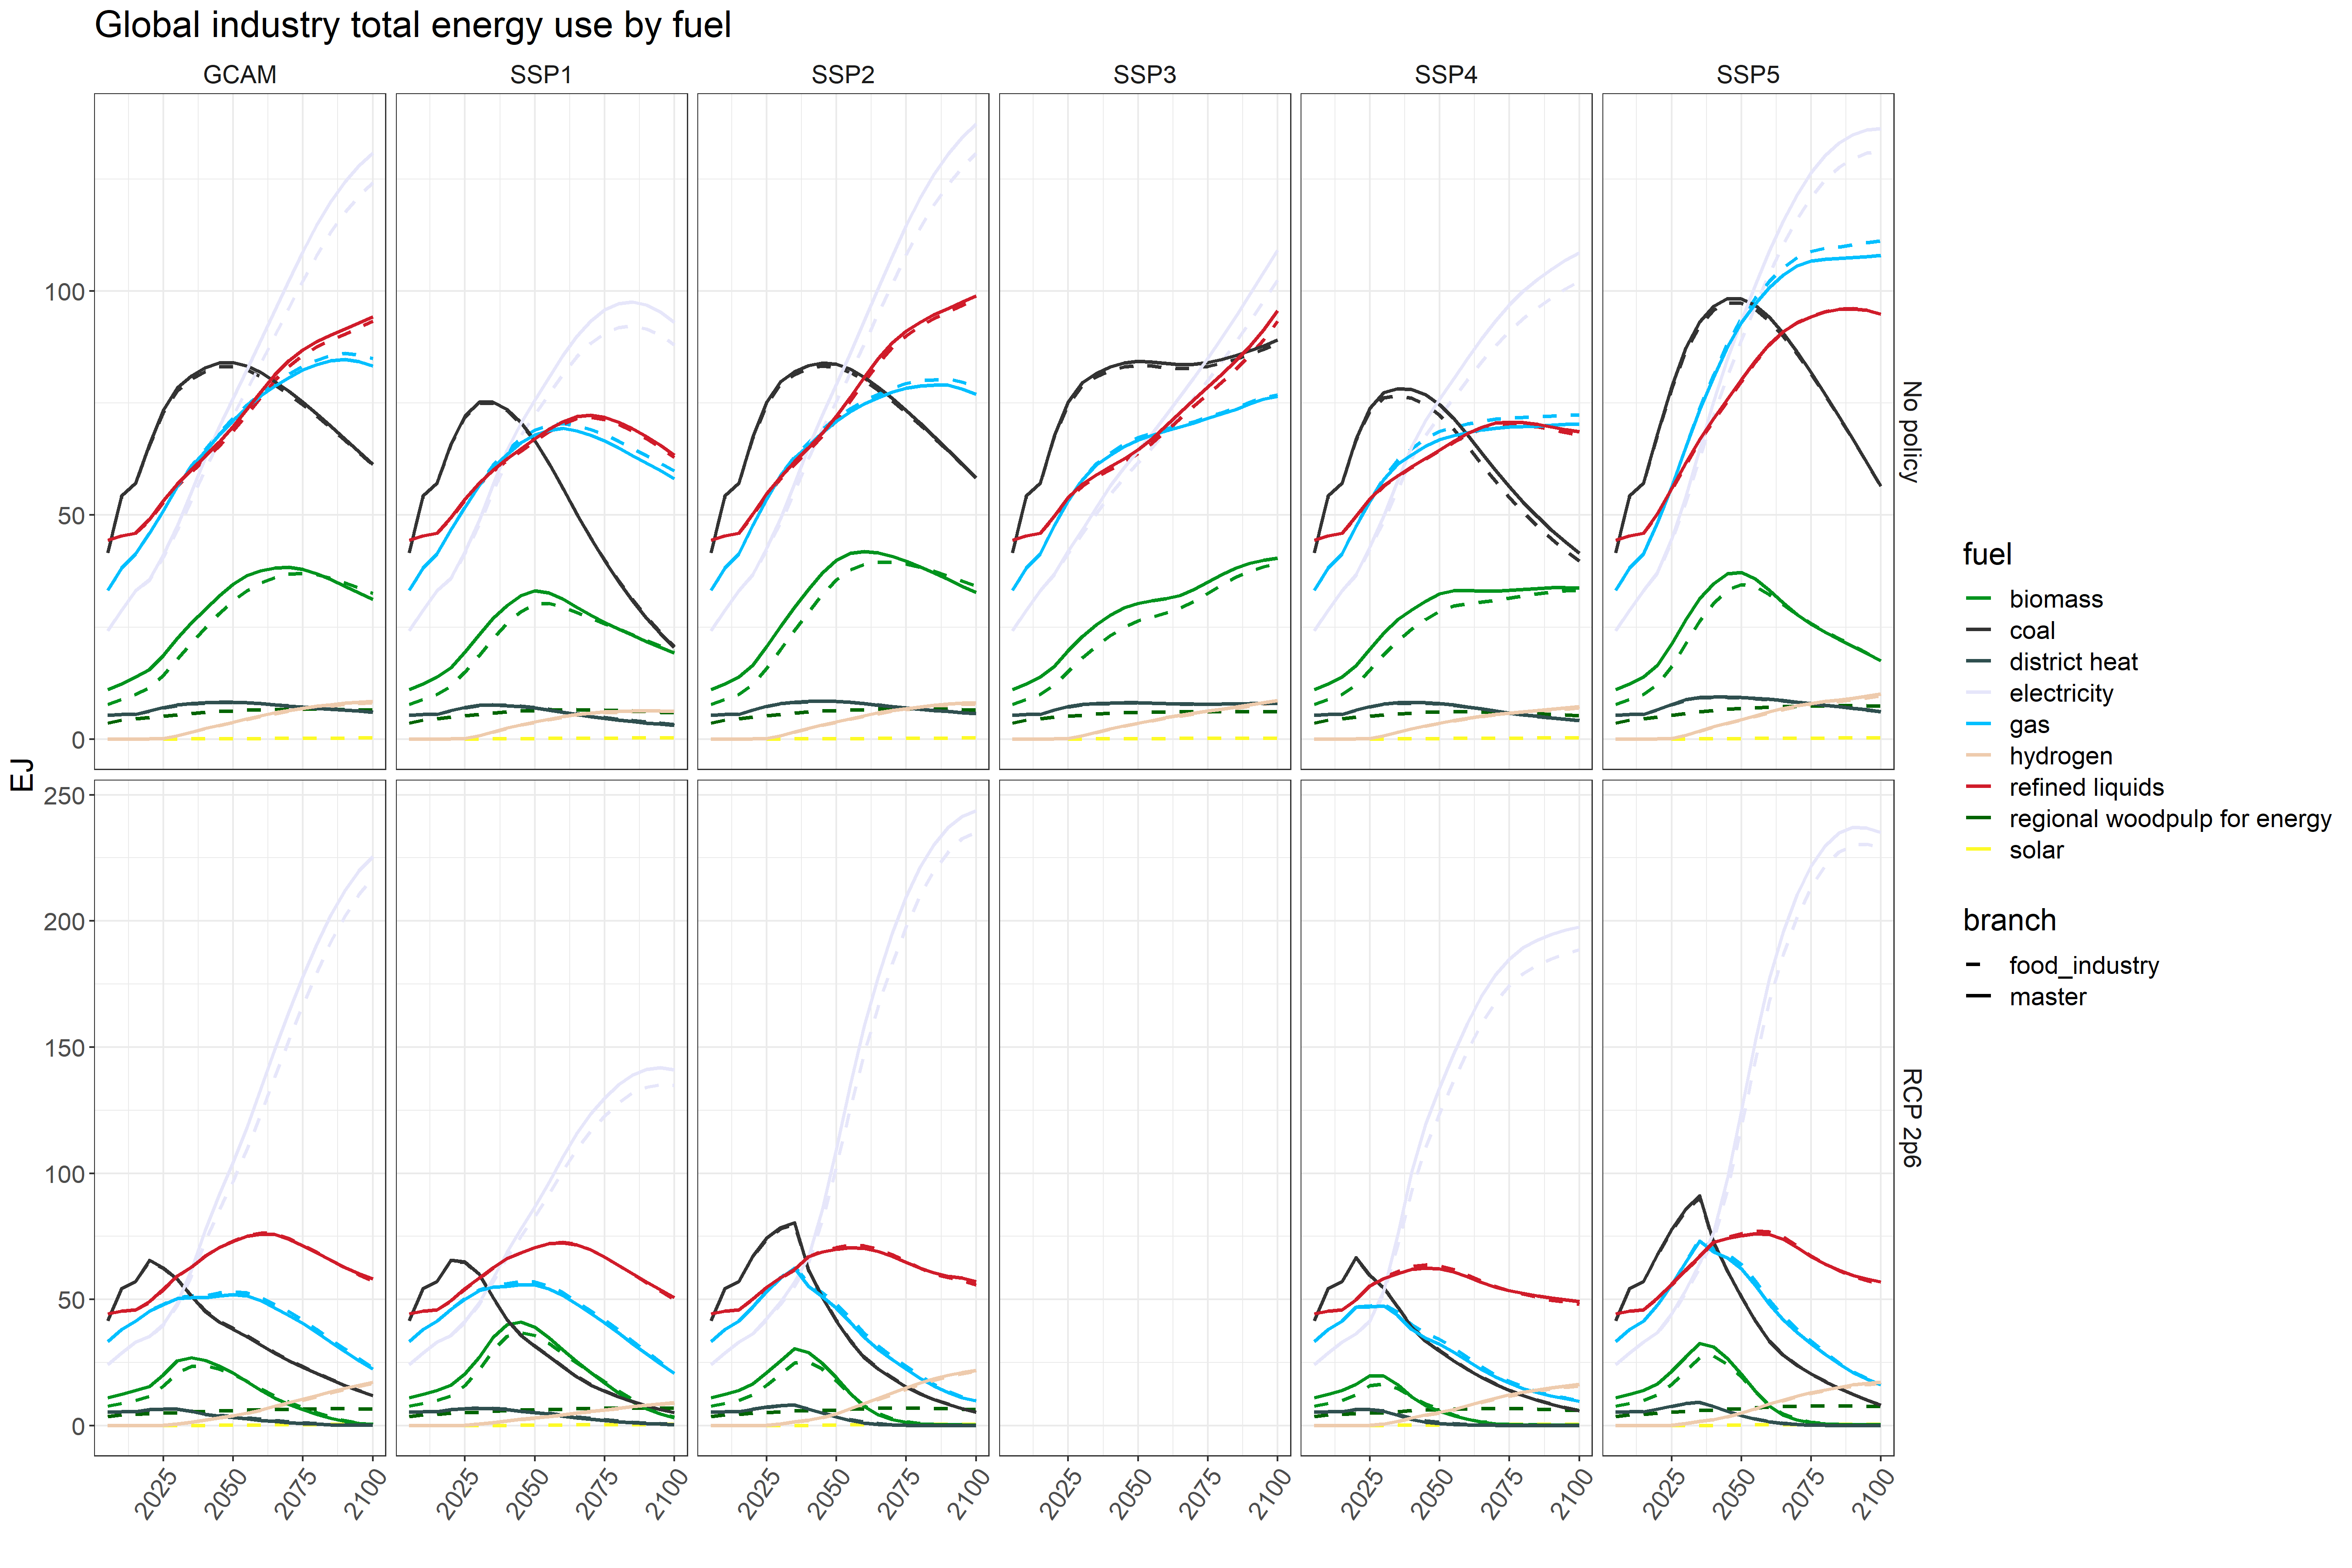 Global industry total energy use by fuel
GCAM
SSP1
SSP2
SSP3
SSP4
SSP5
100
50
0
No policy
EJ
250
200
150
100
50
0
RCP 2p6
2025
2050
2075
2100
2025
2050
2075
2100
2025
2050
2075
2100
2025
2050
2075
2100
2025
2050
2075
2100
2025
2050
2075
2100
fuel
biomass
coal
district heat
electricity
gas
hydrogen
refined liquids
regional woodpulp for energy
solar
branch
food_industry
master